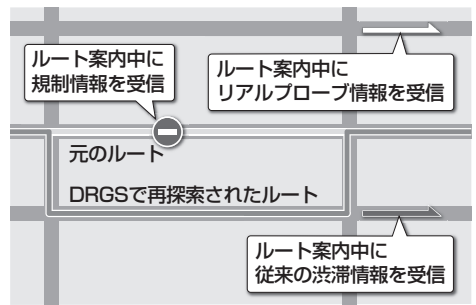 ルート案内中に
規制情報を受信
ルート案内中に
リアルプローブ情報を受信
元のルート
DRGSで再探索されたルート
ルート案内中に
従来の渋滞情報を受信